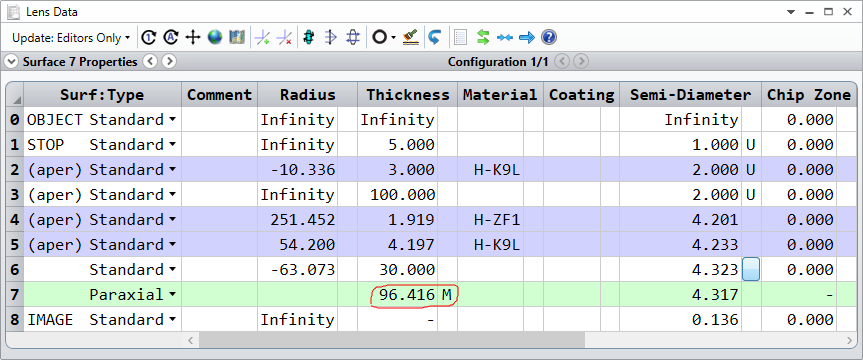 Lens Data
Update: Editors Only
Surface 7 Properties Configuration 1/1
Surf:Type Comment Radius Thickness Material Coating Semi-Diameter Chip Zone
0 OBJECT Standard Infinity Infinity Infinity 0.000
1 STOP Standard Infinity 5.000 1.000 U 0.000
2 (aper) Standard -10.336 3.000 H-K9L 2.000 U 0.000
3 (aper) Standard Infinity 100.000 2.000 U 0.000
4 (aper) Standard 251.452 1.919 H-ZF1 4.201 0.000
5 (aper) Standard 54.200 4.197 H-K9L 4.233 0.000
6 Standard -63.073 30.000 4.323 0.000
7 Paraxial 96.416 M 4.317 -
8 IMAGE Standard Infinity - 0.136 0.000